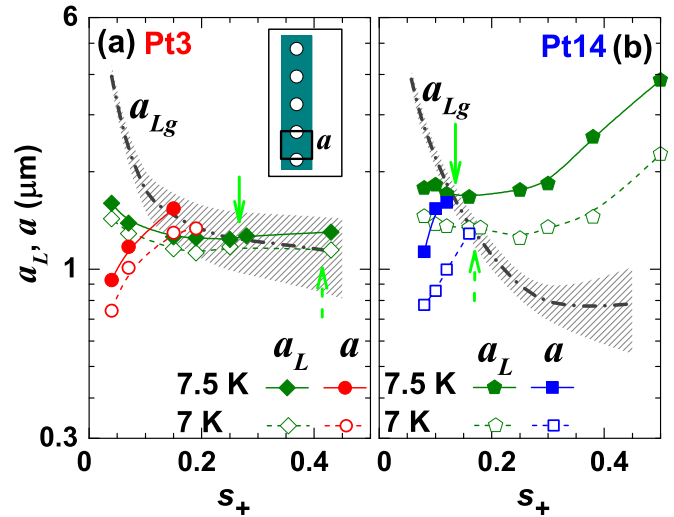 6
(a) Pt3
Pt14 (b)
a_Lg
a
a_Lg
a_L, a (μm)
1
a_L a
7.5 K
7 K
a_L a
7.5 K
7 K
0.3
0 0.2 0.4
0 0.2 0.4
s_+
s_+